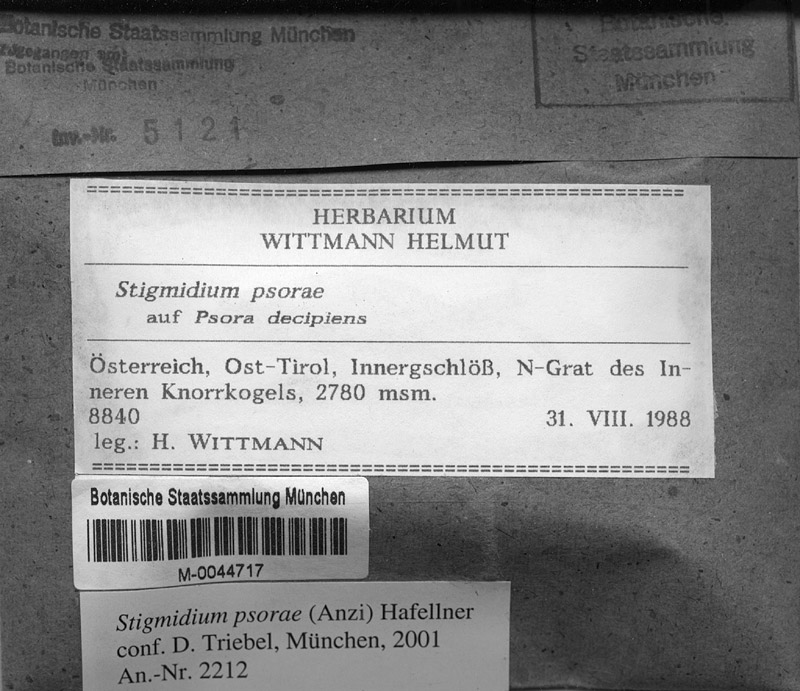 Botanische Staatssammlung München
Zugegangen am:
Botanische Staatssammlung
München
Inv.-Nr. 5121
Botanische
Staatssammlung
München
HERBARIUM
WITTMANN HELMUT
Stigmidium psorae
auf Psora decipiens
Österreich, Ost-Tirol, Innergschlöß, N-Grat des In-
neren Knorrkogels, 2780 msm.
8840 31. VIII. 1988
leg.: H. WITTMANN
Botanische Staatssammlung München
M-0044717
Stigmidium psorae (Anzi) Hafellner
conf. D. Triebel, München, 2001
An.-Nr. 2212